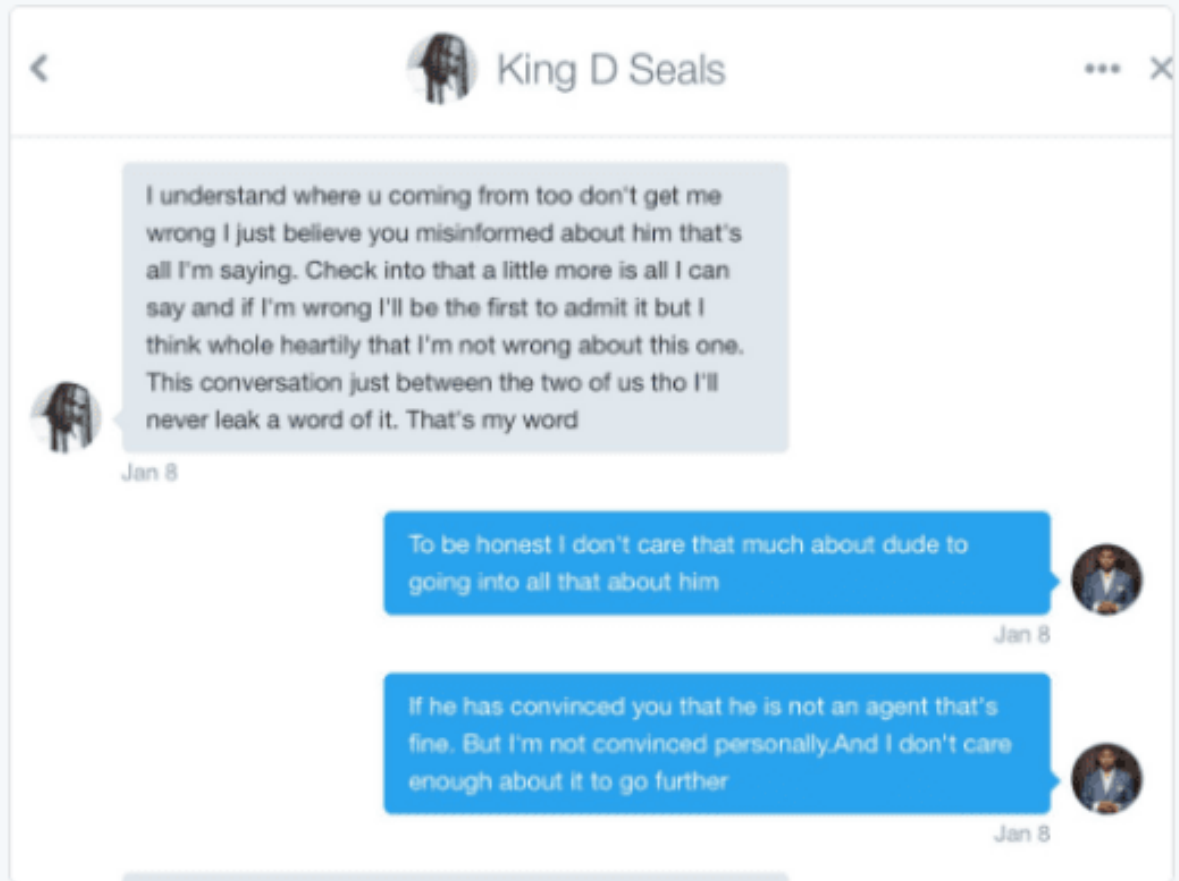 King D Seals
I understand where u coming from too don't get me
wrong I just believe you misinformed about him that's
all I'm saying. Check into that a little more is all I can
say and if I'm wrong I'll be the first to admit it but I
think whole heartily that I'm not wrong about this one.
This conversation just between the two of us tho I'll
never leak a word of it. That's my word
Jan 8
To be honest I don't care that much about dude to
going into all that about him
Jan 8
If he has convinced you that he is not an agent that's
fine. But I'm not convinced personally.And I don't care
enough about it to go further
Jan 8